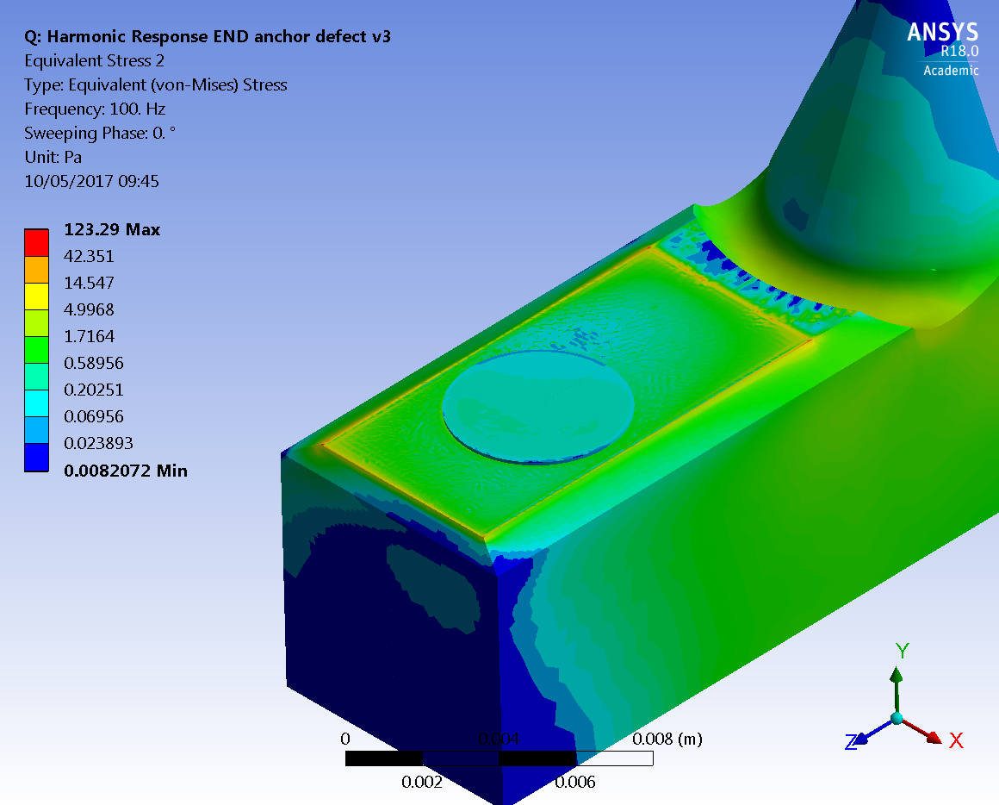 Q: Harmonic Response END anchor defect v3
Equivalent Stress 2
Type: Equivalent (von-Mises) Stress
Frequency: 100. Hz
Sweeping Phase: 0. °
Unit: Pa
10/05/2017 09:45
ANSYS
R18.0
Academic
123.29 Max
42.351
14.547
4.9968
1.7164
0.58956
0.20251
0.06956
0.023893
0.0082072 Min
Y
Z X
0 0.004 0.008 (m)
0.002 0.006